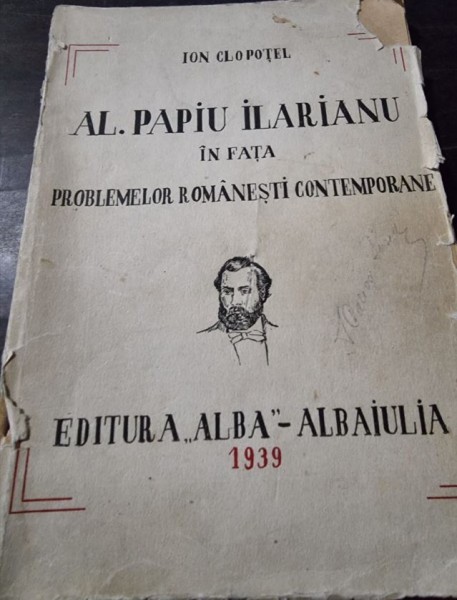 ION CLOPOȚEL
AL. PAPIU ILARIANU
ÎN FAȚA
PROBLEMELOR ROMÂNEȘTI CONTEMPORANE
EDITURA „ALBA”-ALBAIULIA
1939